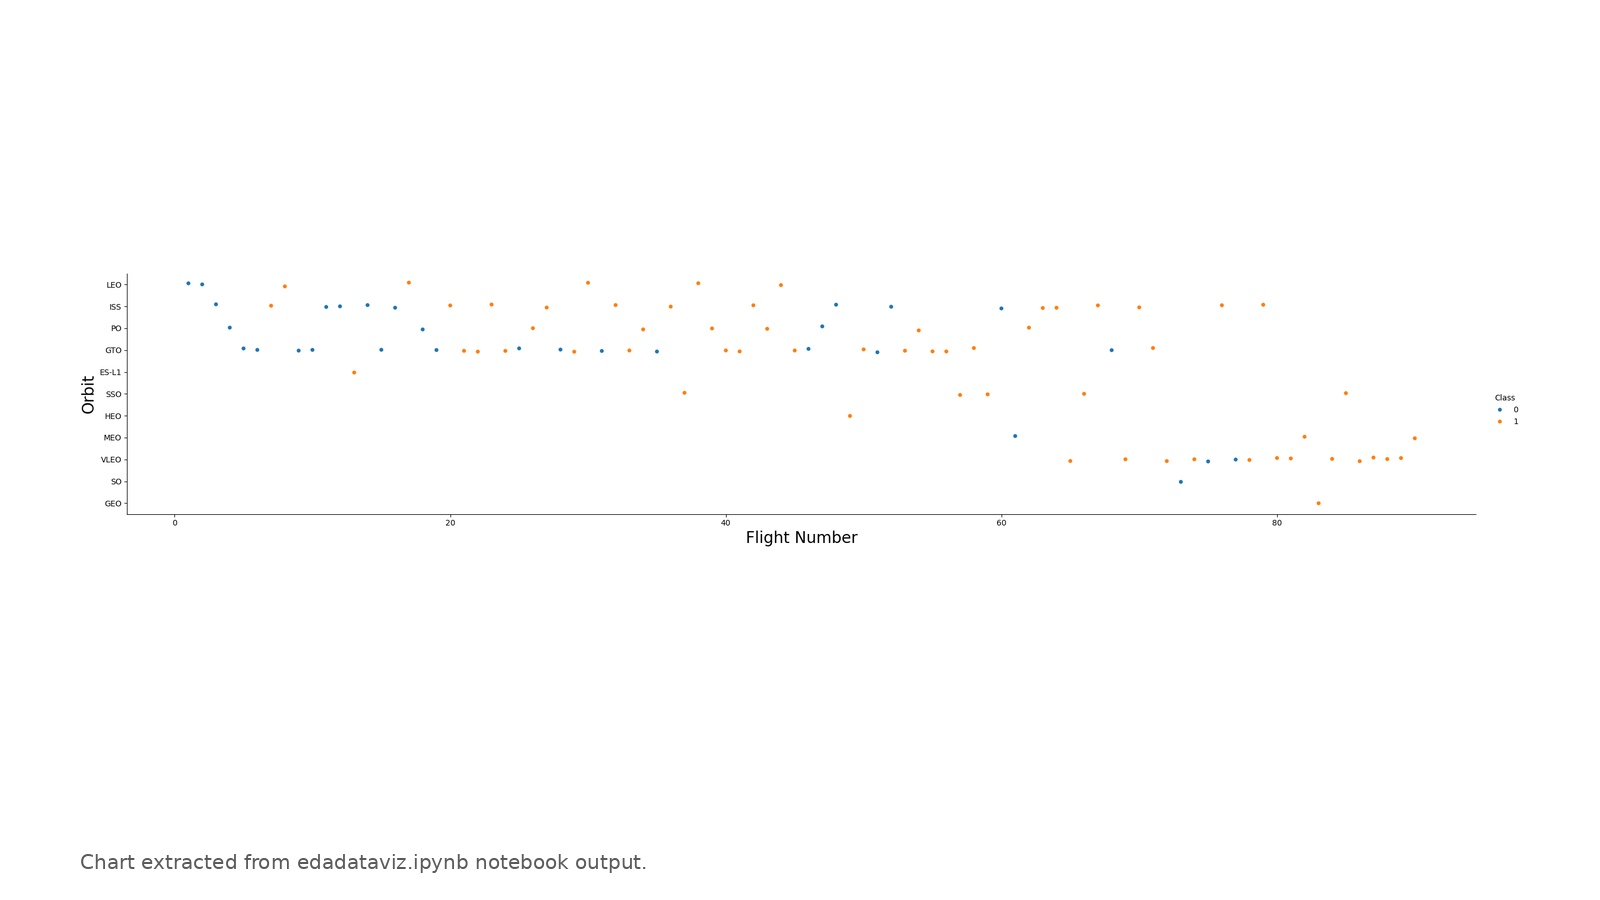 LEO
ISS
PO
GTO
ES-L1
SSO
HEO
MEO
VLEO
SO
GEO
Orbit
0 20 40 60 80
Flight Number
Class
0
1
Chart extracted from edadataviz.ipynb notebook output.